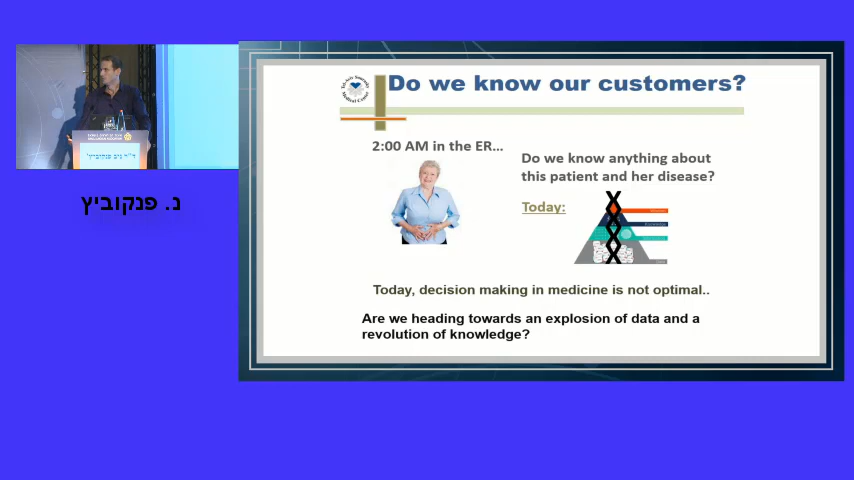 Do we know our customers?
2:00 AM in the ER...
Do we know anything about
this patient and her disease?
Today:
Today, decision making in medicine is not optimal..
Are we heading towards an explosion of data and a
revolution of knowledge?
ד"ר ניב פנקוביץ'
נ. פנקוביץ